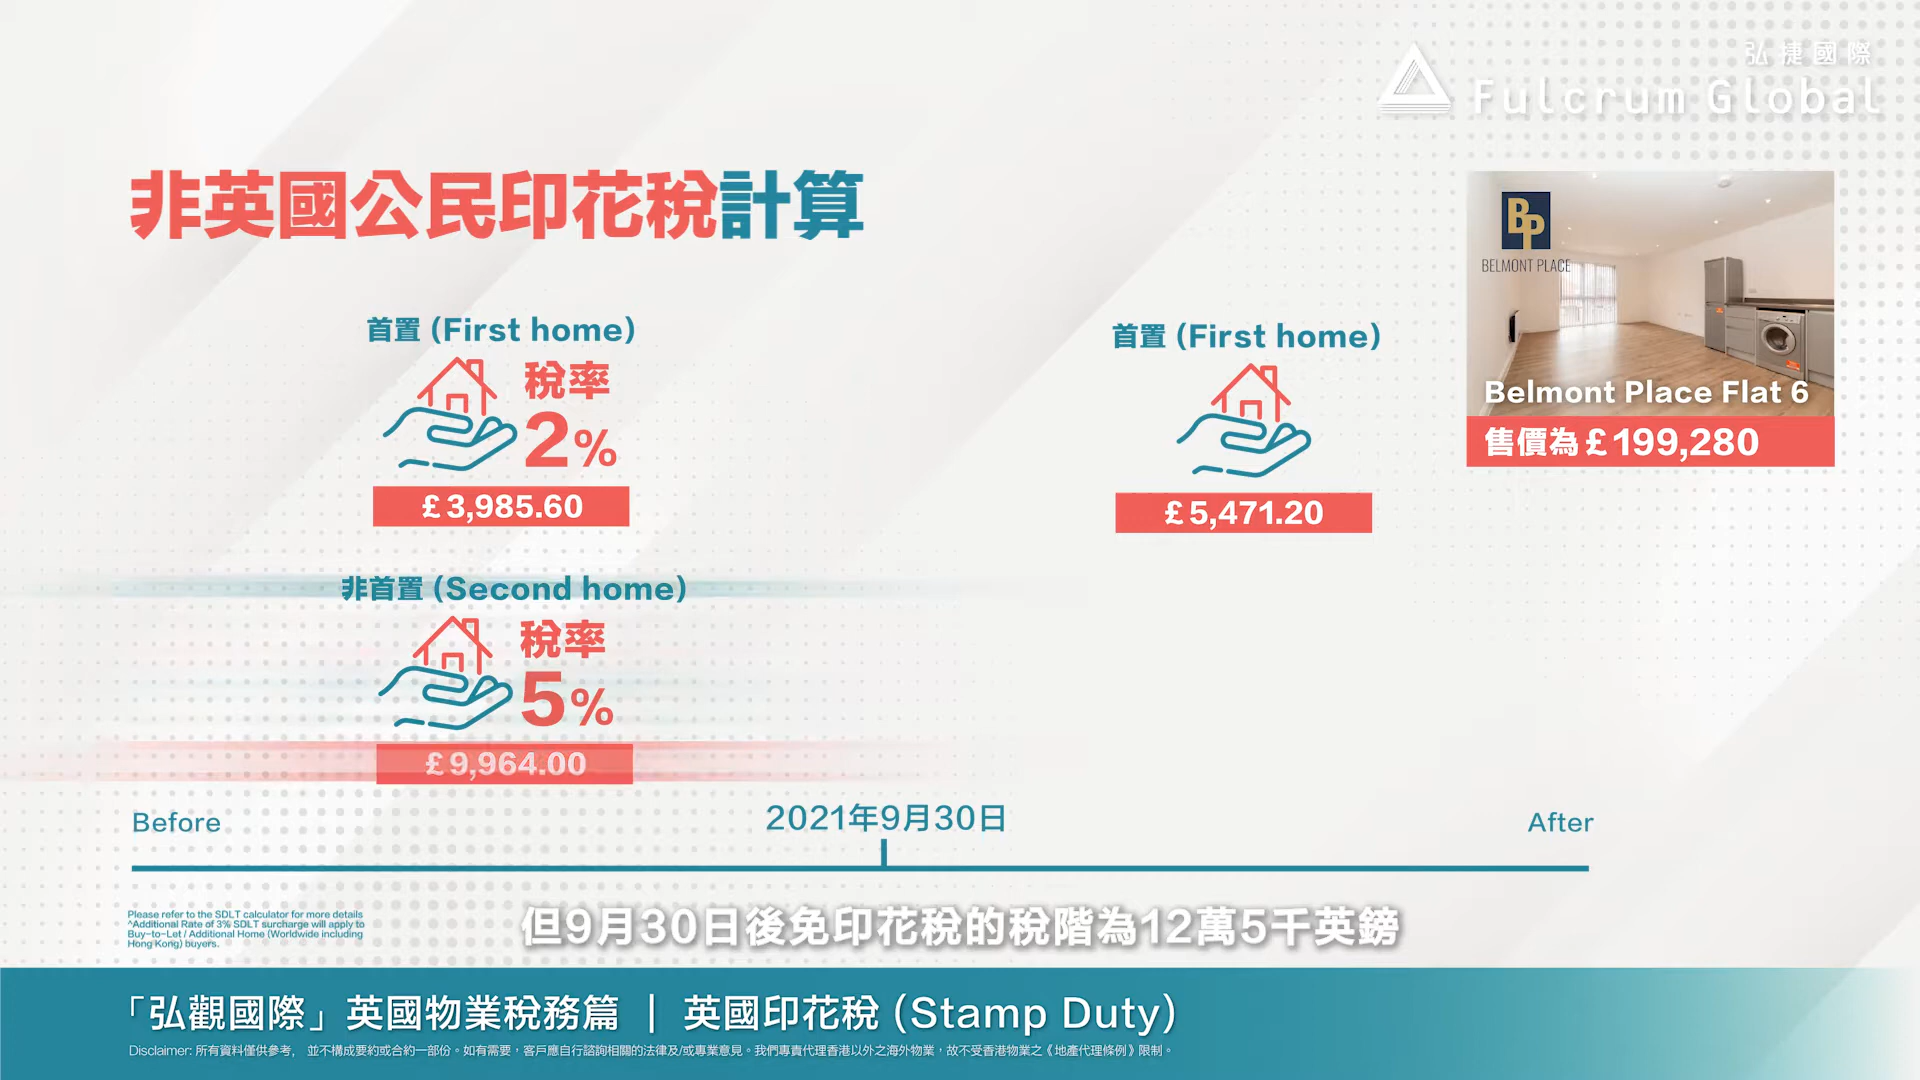 弘捷國際
Fulcrum Global
非英國公民印花稅計算
BP
BELMONT PLACE
Belmont Place Flat 6
售價為£199,280
首置 (First home)
稅率
2%
£3,985.60
首置 (First home)
£5,471.20
非首置 (Second home)
稅率
5%
£9,964.00
Before
2021年9月30日
After
Please refer to the SDLT calculator for more details
^Additional Rate of 3% SDLT surcharge will apply to
Buy-to-Let / Additional Home (Worldwide including
Hong Kong) buyers.
但9月30日後免印花稅的稅階為12萬5千英鎊
「弘觀國際」英國物業稅務篇 | 英國印花稅 (Stamp Duty)
Disclaimer: 所有資料僅供參考， 並不構成要約或合約一部份。如有需要，客戶應自行諮詢相關的法律及/或專業意見。我們專責代理香港以外之海外物業，故不受香港物業之《地產代理條例》限制。